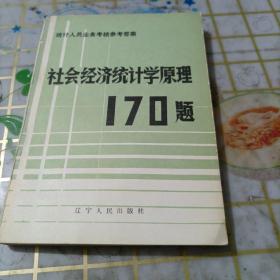 统计人员业务考核参考答案
社会经济统计学原理
170题
辽宁人民出版社